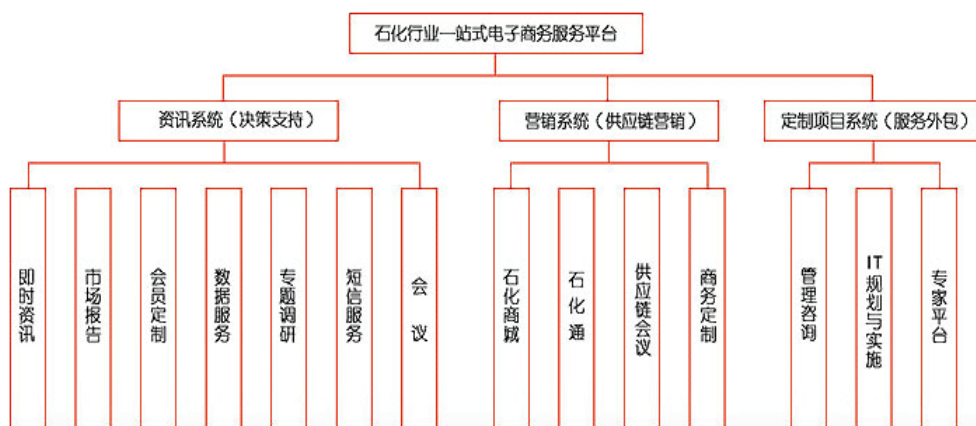 石化行业一站式电子商务服务平台
资讯系统(决策支持)
营销系统(供应链营销)
定制项目系统(服务外包)
即时资讯
市场报告
会员定制
数据服务
专题调研
短信服务
会议
石化商城
石化通
供应链会议
商务定制
管理咨询
IT规划与实施
专家平台